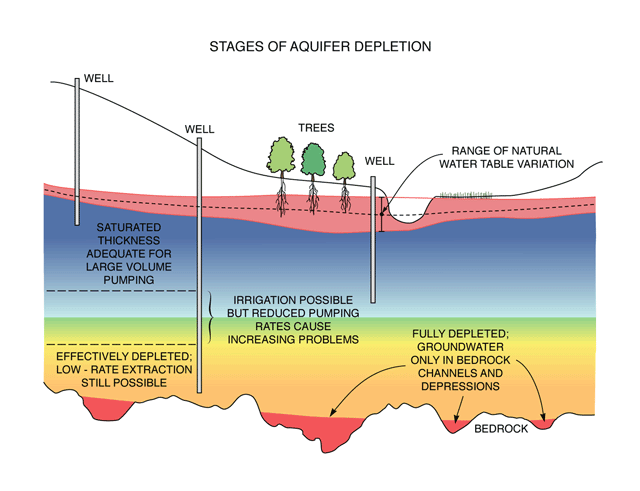 STAGES OF AQUIFER DEPLETION
WELL
WELL
TREES
WELL
RANGE OF NATURAL
WATER TABLE VARIATION
SATURATED
THICKNESS
ADEQUATE FOR
LARGE VOLUME
PUMPING
IRRIGATION POSSIBLE
BUT REDUCED PUMPING
RATES CAUSE
INCREASING PROBLEMS
EFFECTIVELY DEPLETED;
LOW - RATE EXTRACTION
STILL POSSIBLE
FULLY DEPLETED;
GROUNDWATER
ONLY IN BEDROCK
CHANNELS AND
DEPRESSIONS
BEDROCK